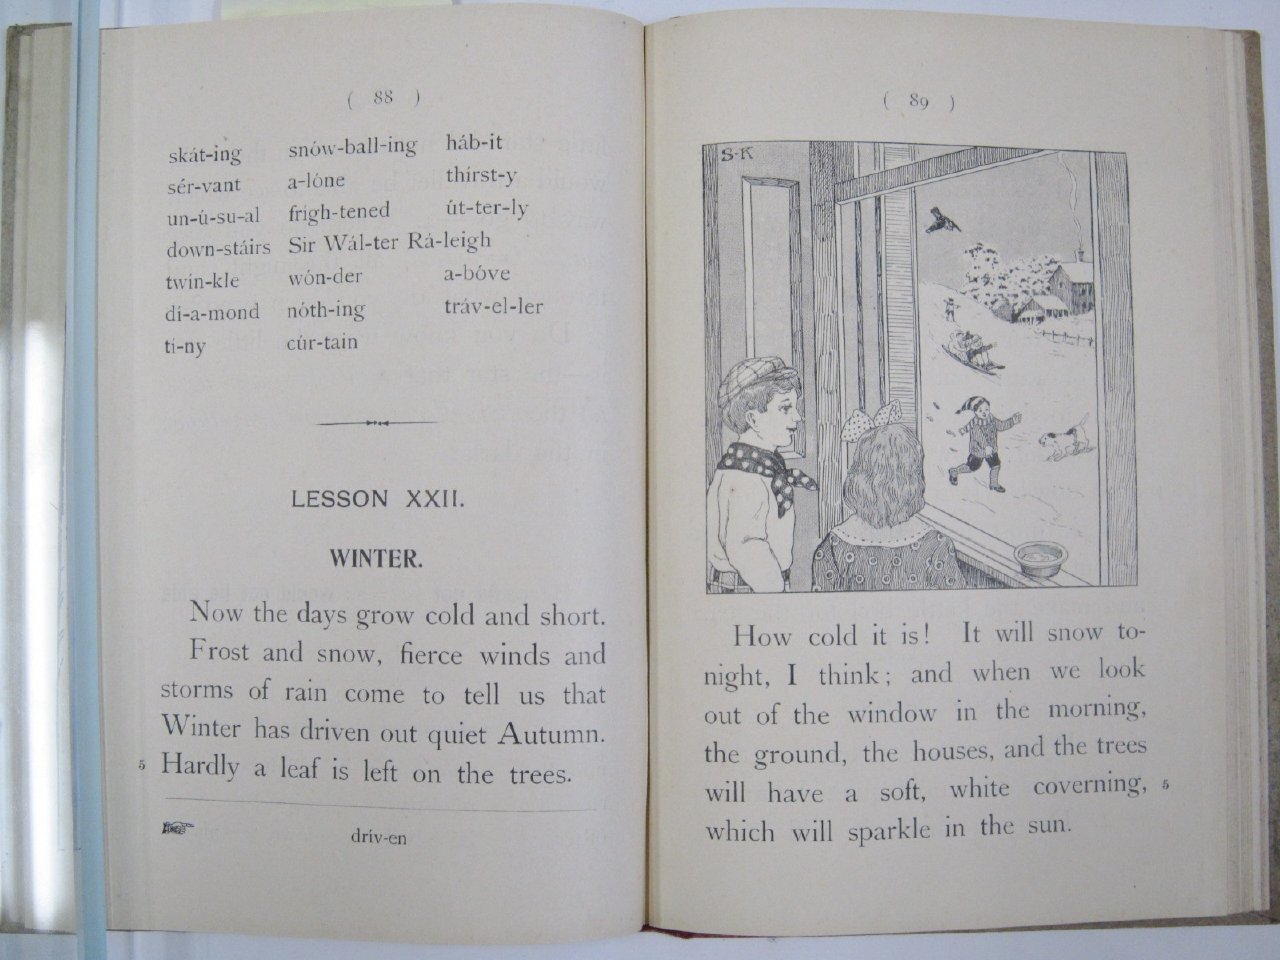 ( 88 )
skát-ing snów-ball-ing háb-it
sér-vant a-lóne thírst-y
un-ú-su-al frígh-tened út-ter-ly
down-stáirs Sir Wál-ter Rá-leigh
twín-kle wón-der a-bóve
dí-a-mond nóth-ing tráv-el-ler
tí-ny cúr-tain
LESSON XXII.
WINTER.
Now the days grow cold and short.
Frost and snow, fierce winds and
storms of rain come to tell us that
Winter has driven out quiet Autumn.
5 Hardly a leaf is left on the trees.
drív-en
( 89 )
S-K
How cold it is! It will snow to-
night, I think; and when we look
out of the window in the morning,
the ground, the houses, and the trees
will have a soft, white coverning, 5
which will sparkle in the sun.